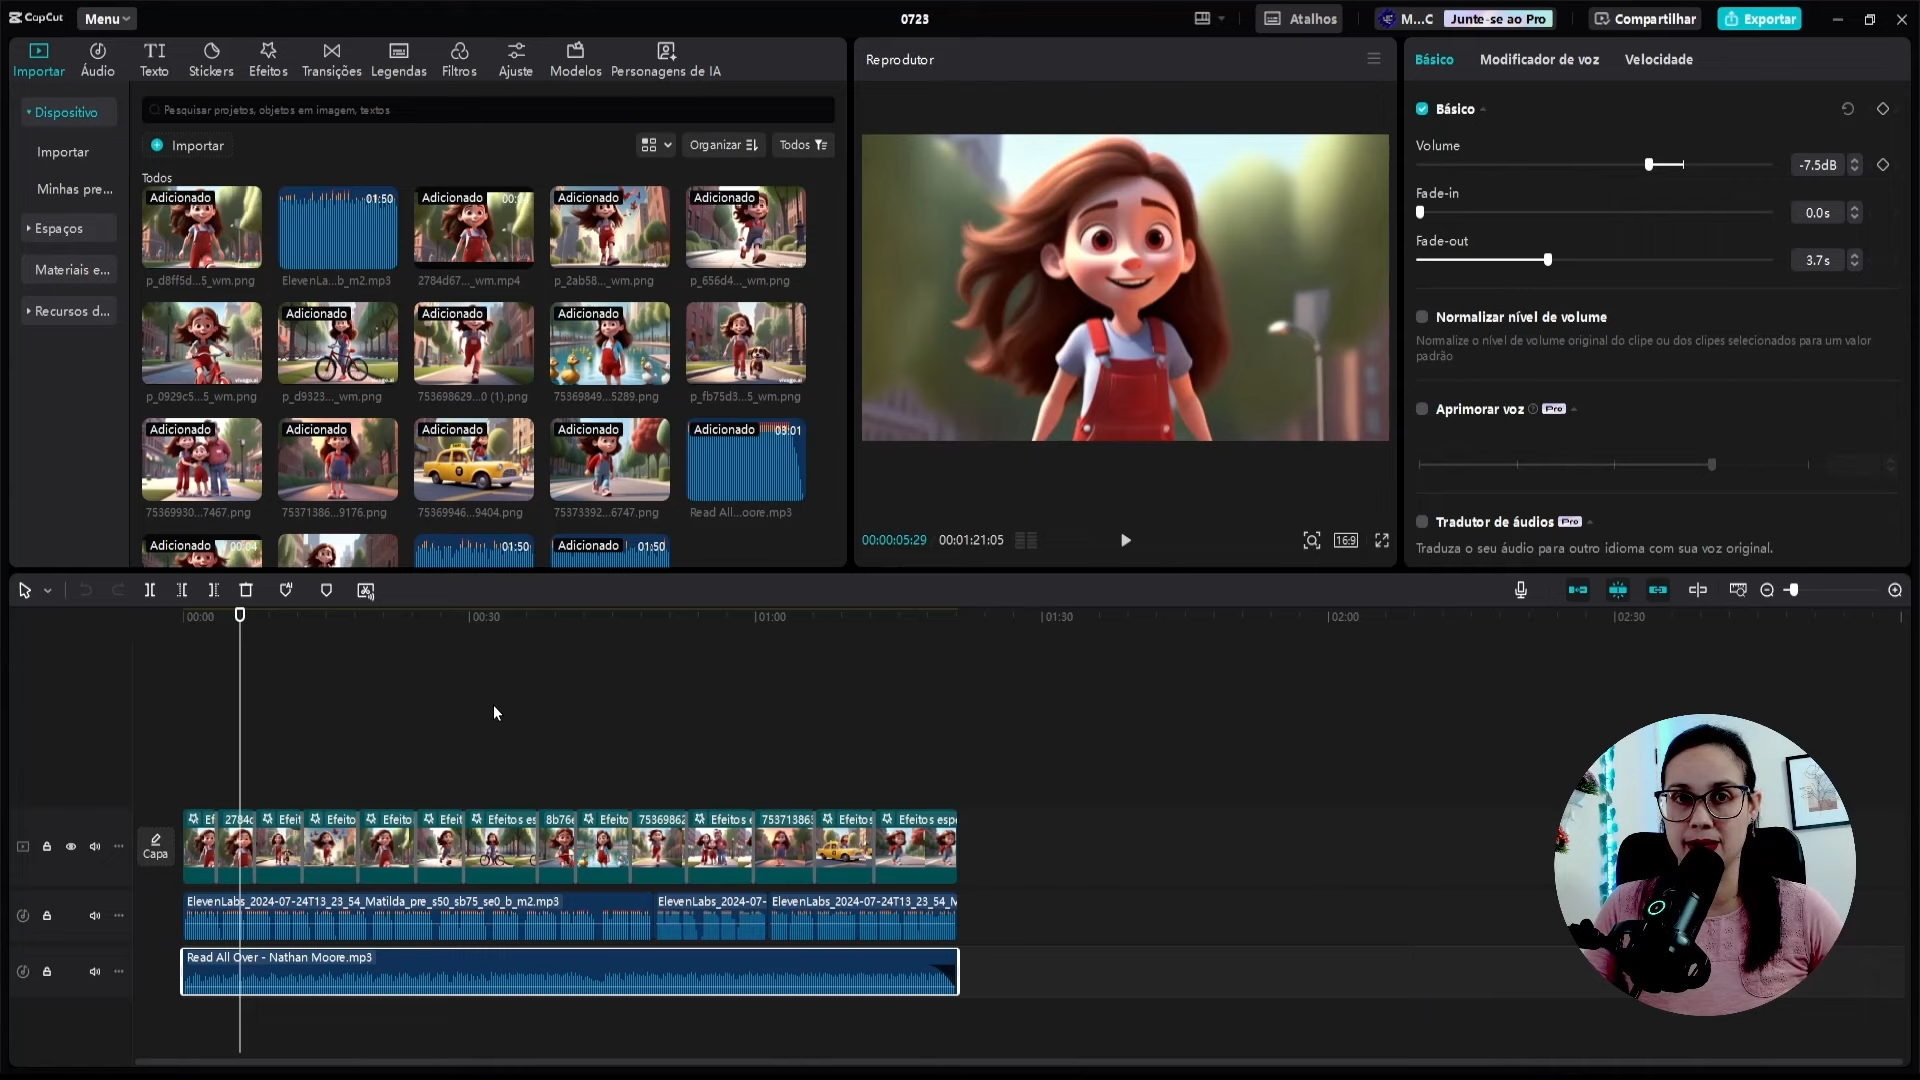 CapCut
Menu
0723
Atalhos
M...C
Junte-se ao Pro
Compartilhar
Exportar
Importar
Áudio
Texto
Stickers
Efeitos
Transições
Legendas
Filtros
Ajuste
Modelos
Personagens de IA
Dispositivo
Importar
Minhas pre...
Espaços
Materiais e...
Recursos d...
Pesquisar projetos, objetos em imagem, textos
Importar
Organizar
Todos
Todos
Adicionado
01:50
Adicionado
Adicionado
Adicionado
p_d8ff5d...5_wm.png
ElevenLa...b_m2.mp3
2784d67..._wm.mp4
p_2ab58..._wm.png
p_656d4..._wm.png
Adicionado
Adicionado
Adicionado
p_0929c5...5_wm.png
p_d9323..._wm.png
753698629...0 (1).png
75369849...5289.png
p_fb75d3...5_wm.png
Adicionado
Adicionado
Adicionado
Adicionado
Adicionado
03:01
75369930...7467.png
75371386...9176.png
75369946...9404.png
75373392...6747.png
Read All...oore.mp3
Adicionado
00:04
01:50
Adicionado
01:50
Reprodutor
00:00:05:29
00:01:21:05
16:9
Básico
Modificador de voz
Velocidade
Básico
Volume
-7.5dB
Fade-in
0.0s
Fade-out
3.7s
Normalizar nível de volume
Normalize o nível de volume original do clipe ou dos clipes selecionados para um valor
padrão
Aprimorar voz
Pro
Tradutor de áudios
Pro
Traduza o seu áudio para outro idioma com sua voz original.
00:00
00:30
01:00
01:30
02:00
02:30
Capa
Ef
2784c
Efeit
Efeito
Efeito
Efeit
Efeitos es
8b76e
Efeito
75369862
Efeitos e
75371386
Efeitos
Efeitos espe
ElevenLabs_2024-07-24T13_23_54_Matilda_pre_s50_sb75_se0_b_m2.mp3
ElevenLabs_2024-07-
ElevenLabs_2024-07-24T13_23_54_M
Read All Over - Nathan Moore.mp3